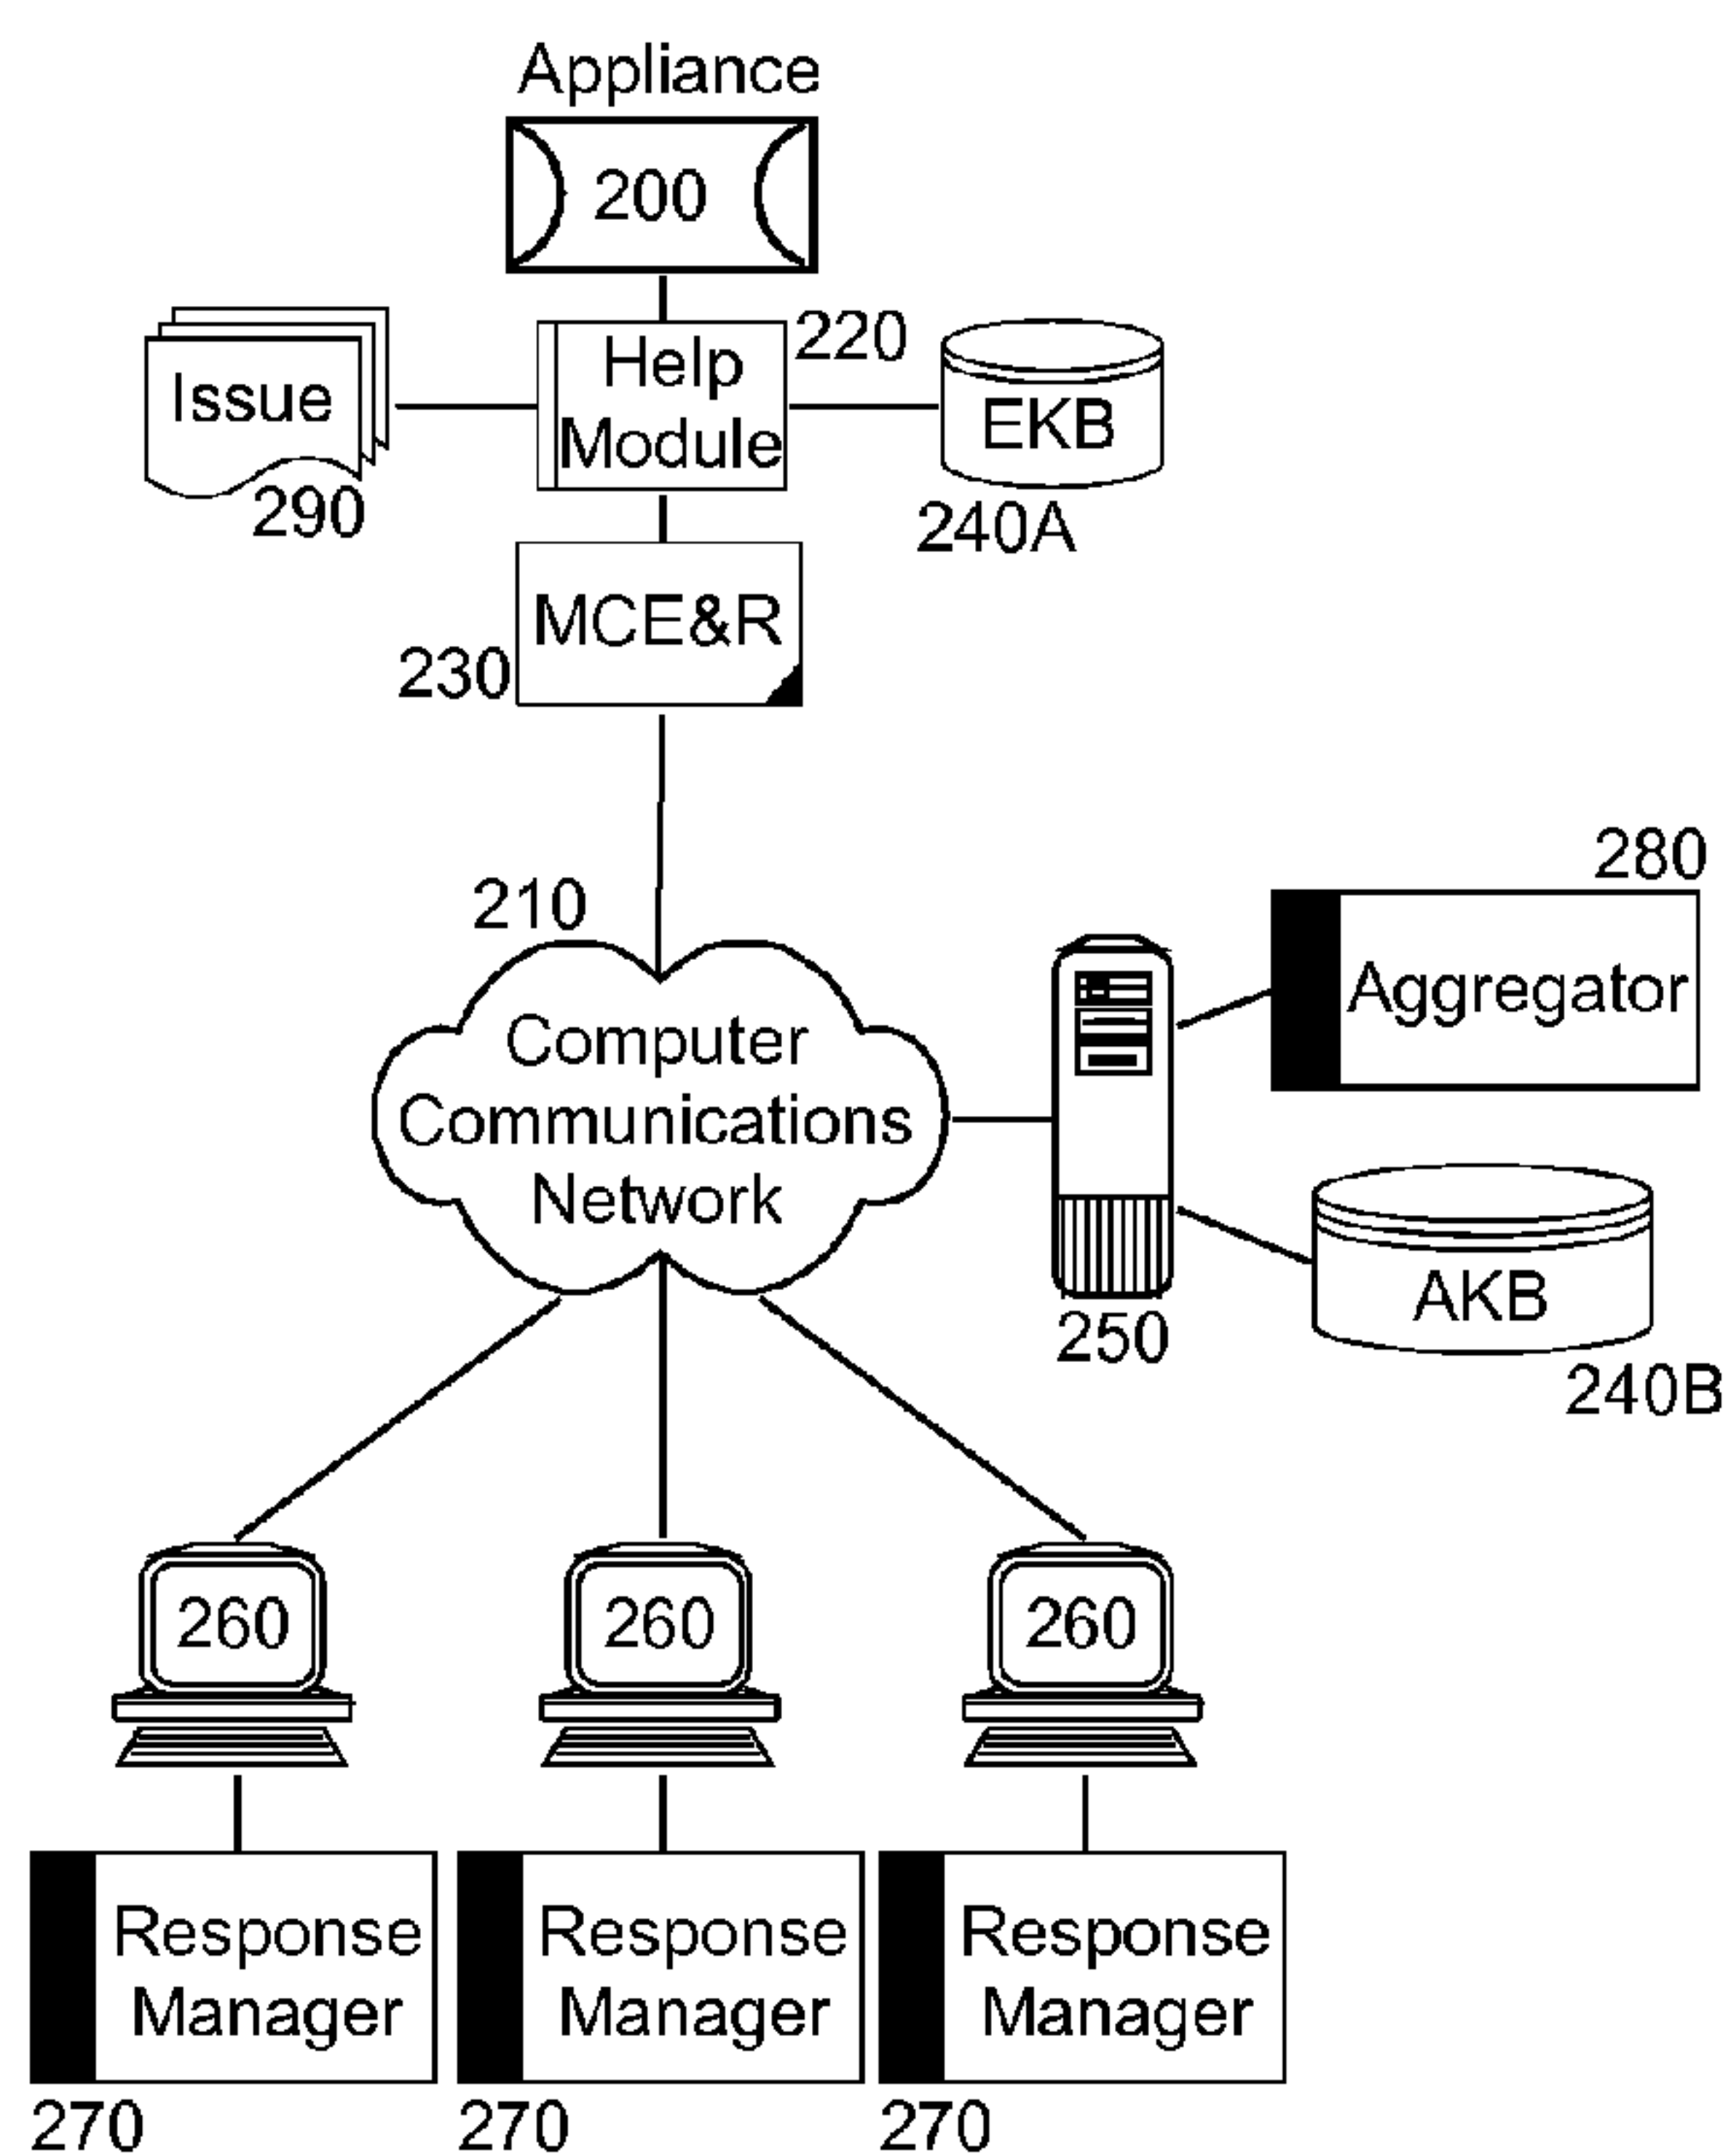 Appliance
200
220
Help
Module
Issue
290
EKB
240A
MCE&R
230
210
Computer
Communications
Network
280
Aggregator
250
AKB
240B
260
260
260
Response
Manager
270
Response
Manager
270
Response
Manager
270